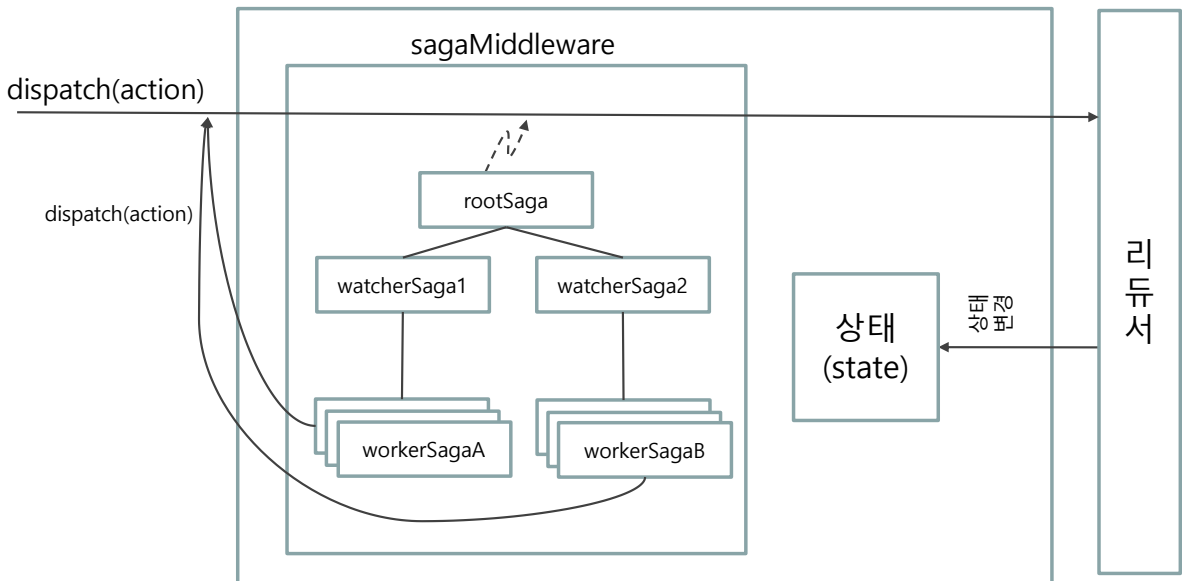 sagaMiddleware
dispatch(action)
rootSaga
dispatch(action)
watcherSaga1
watcherSaga2
리
듀
서
상태
변경
상태
(state)
workerSagaA
workerSagaB